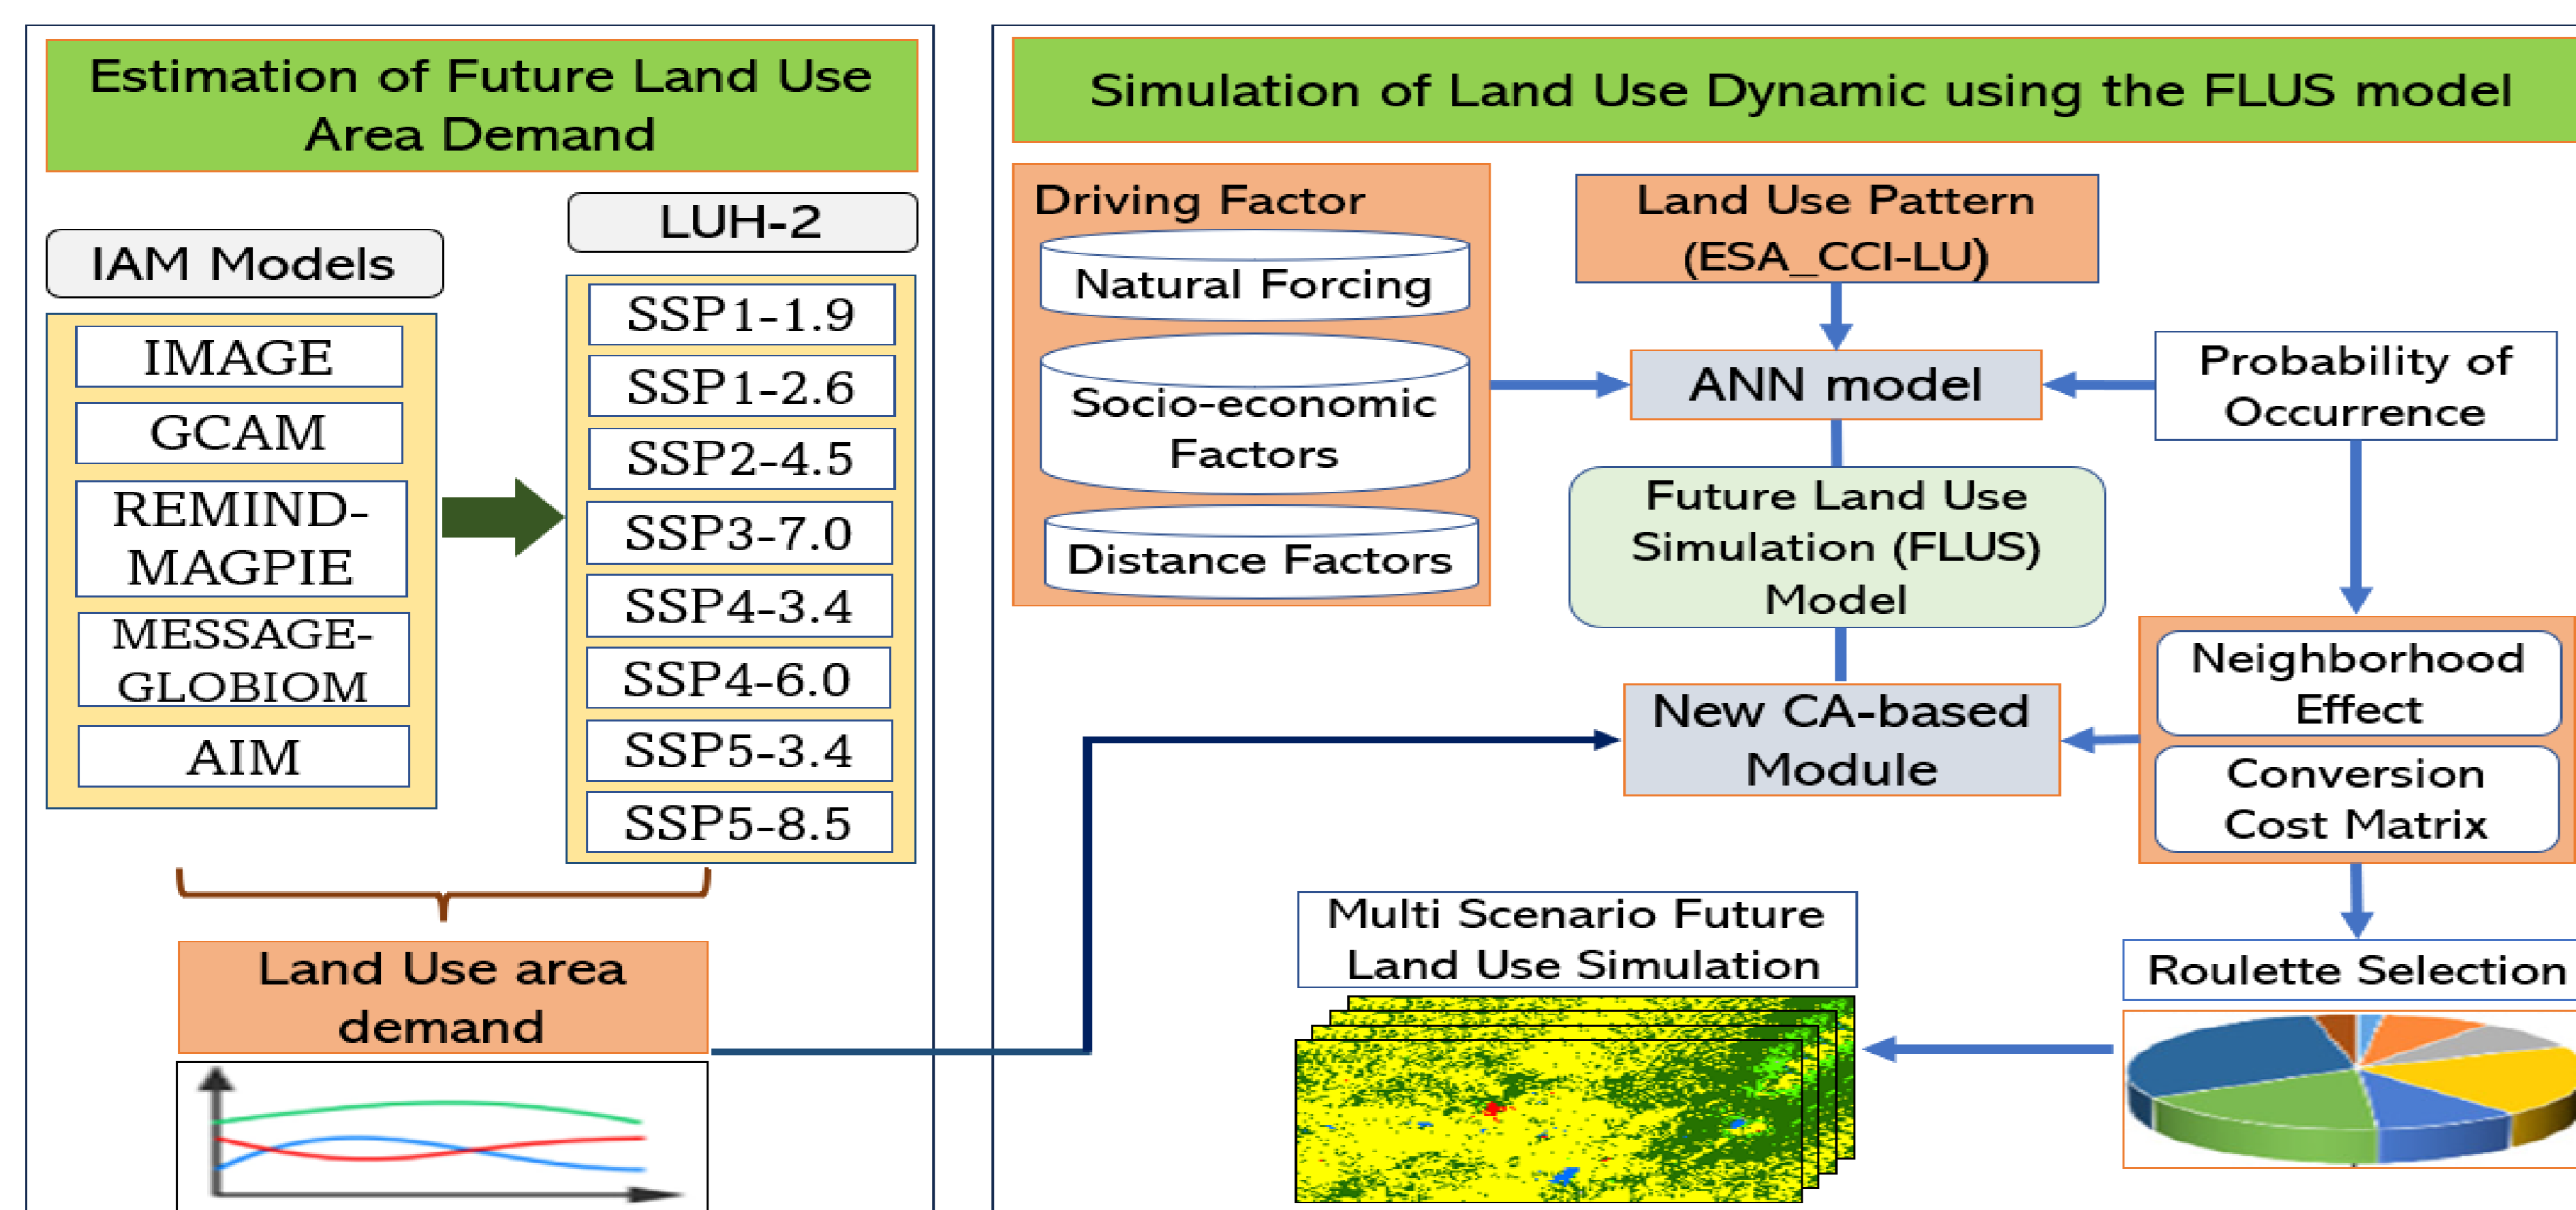 Estimation of Future Land Use
Area Demand
IAM Models
IMAGE
GCAM
REMIND-
MAGPIE
MESSAGE-
GLOBIOM
AIM
LUH-2
SSP1-1.9
SSP1-2.6
SSP2-4.5
SSP3-7.0
SSP4-3.4
SSP4-6.0
SSP5-3.4
SSP5-8.5
Land Use area
demand
Simulation of Land Use Dynamic using the FLUS model
Driving Factor
Natural Forcing
Socio-economic
Factors
Distance Factors
Land Use Pattern
(ESA_CCI-LU)
ANN model
Probability of
Occurrence
Future Land Use
Simulation (FLUS)
Model
New CA-based
Module
Neighborhood
Effect
Conversion
Cost Matrix
Multi Scenario Future
Land Use Simulation
Roulette Selection